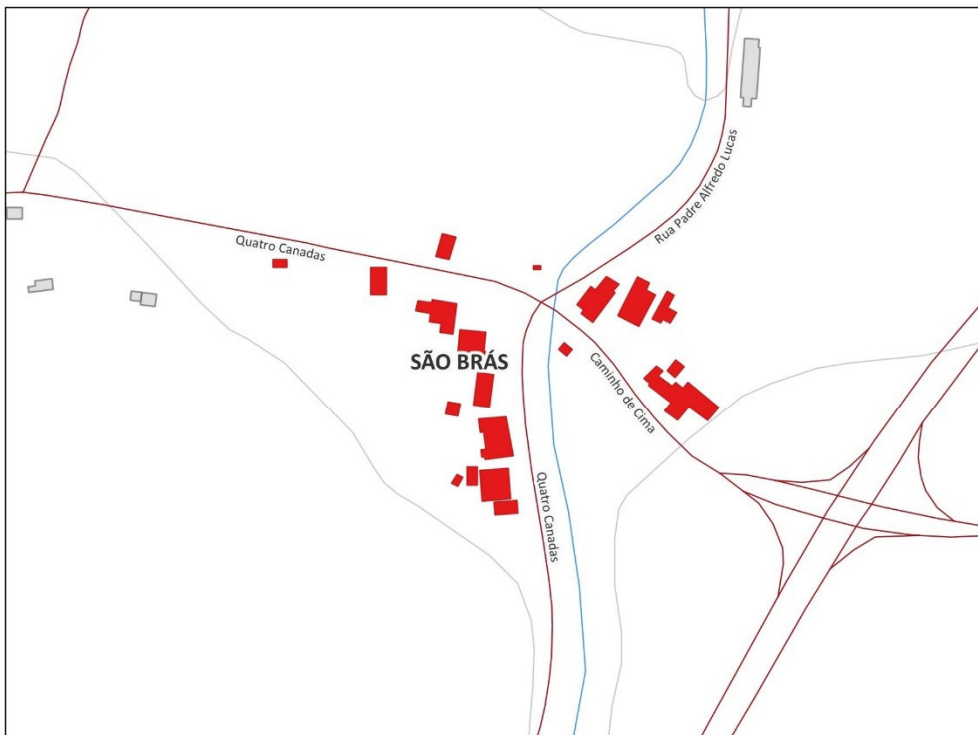 Rua Padre Alfredo Lucas
Quatro Canadas
SÃO BRÁS
Caminho de Cima
Quatro Canadas